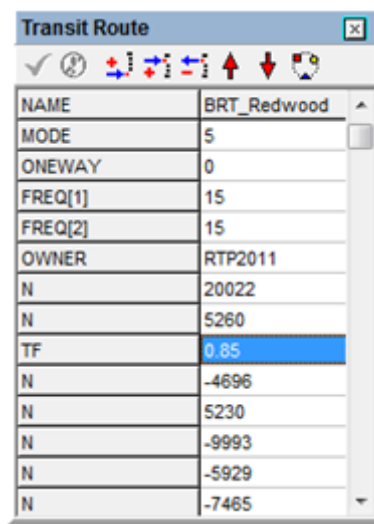 Transit Route
NAME BRT_Redwood
MODE 5
ONEWAY 0
FREQ[1] 15
FREQ[2] 15
OWNER RTP2011
N 20022
N 5260
TF 0.85
N -4696
N 5230
N -9993
N -5929
N -7465